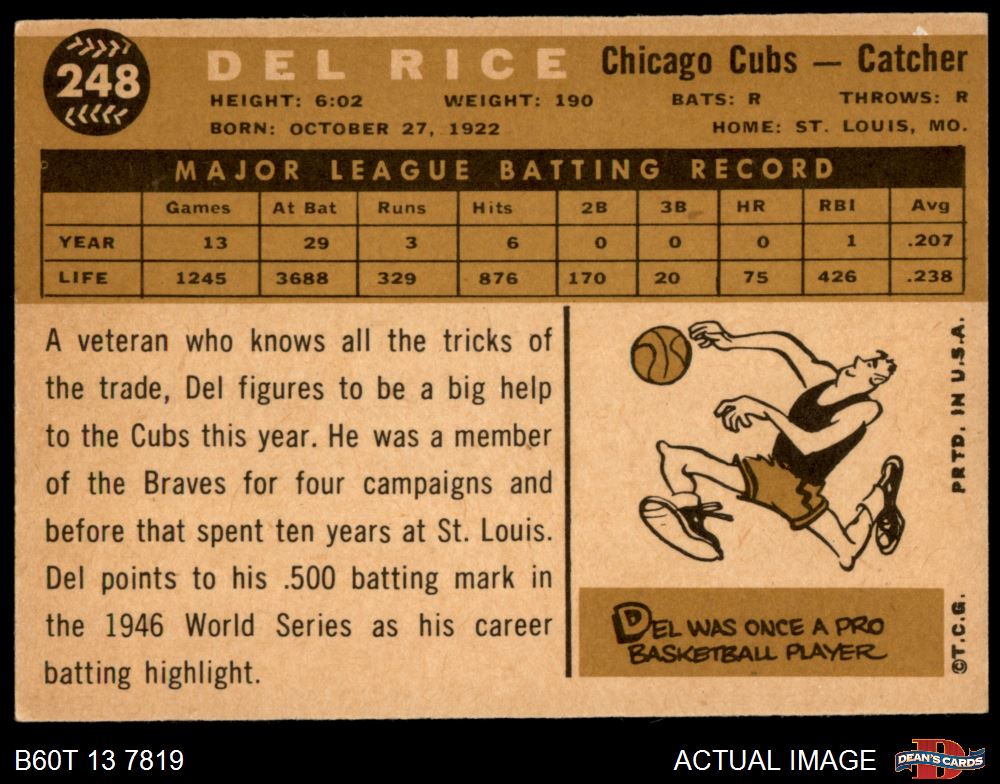 248
DEL RICE Chicago Cubs — Catcher
HEIGHT: 6:02 WEIGHT: 190 BATS: R THROWS: R
BORN: OCTOBER 27, 1922 HOME: ST. LOUIS, MO.
MAJOR LEAGUE BATTING RECORD
Games At Bat Runs Hits 2B 3B HR RBI Avg
YEAR 13 29 3 6 0 0 0 1 .207
LIFE 1245 3688 329 876 170 20 75 426 .238
A veteran who knows all the tricks of
the trade, Del figures to be a big help
to the Cubs this year. He was a member
of the Braves for four campaigns and
before that spent ten years at St. Louis.
Del points to his .500 batting mark in
the 1946 World Series as his career
batting highlight.
DEL WAS ONCE A PRO
BASKETBALL PLAYER
©T.C.G. PRTD. IN U.S.A.
B60T 13 7819 ACTUAL IMAGE
D
DEAN'S CARDS